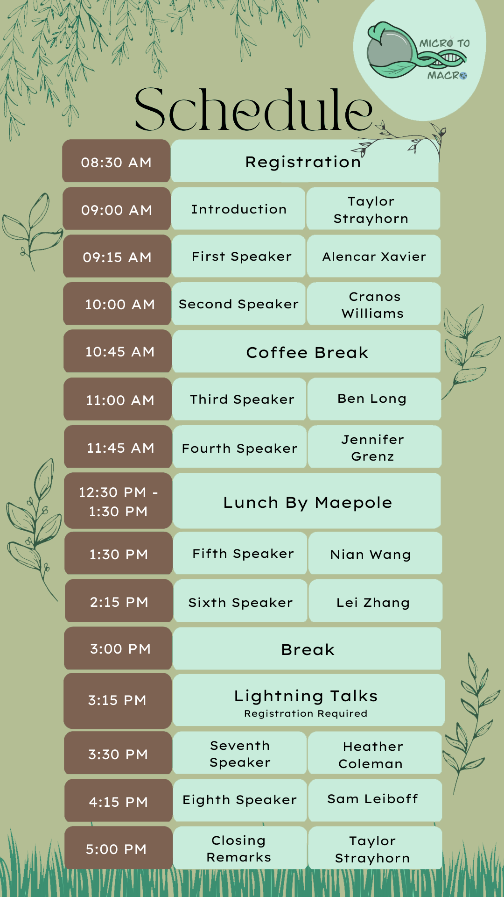 MICRO TO
MACRO
Schedule
08:30 AM Registration
09:00 AM Introduction Taylor
Strayhorn
09:15 AM First Speaker Alencar Xavier
10:00 AM Second Speaker Cranos
Williams
10:45 AM Coffee Break
11:00 AM Third Speaker Ben Long
11:45 AM Fourth Speaker Jennifer
Grenz
12:30 PM -
1:30 PM
Lunch By Maepole
1:30 PM Fifth Speaker Nian Wang
2:15 PM Sixth Speaker Lei Zhang
3:00 PM Break
3:15 PM Lightning Talks
Registration Required
3:30 PM Seventh
Speaker
Heather
Coleman
4:15 PM Eighth Speaker Sam Leiboff
5:00 PM Closing
Remarks
Taylor
Strayhorn